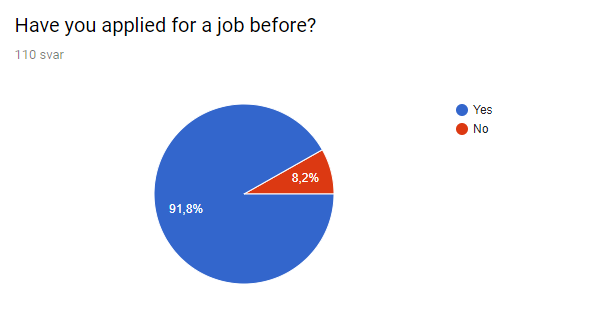 Have you applied for a job before?
110 svar
Yes
No
8,2%
91,8%